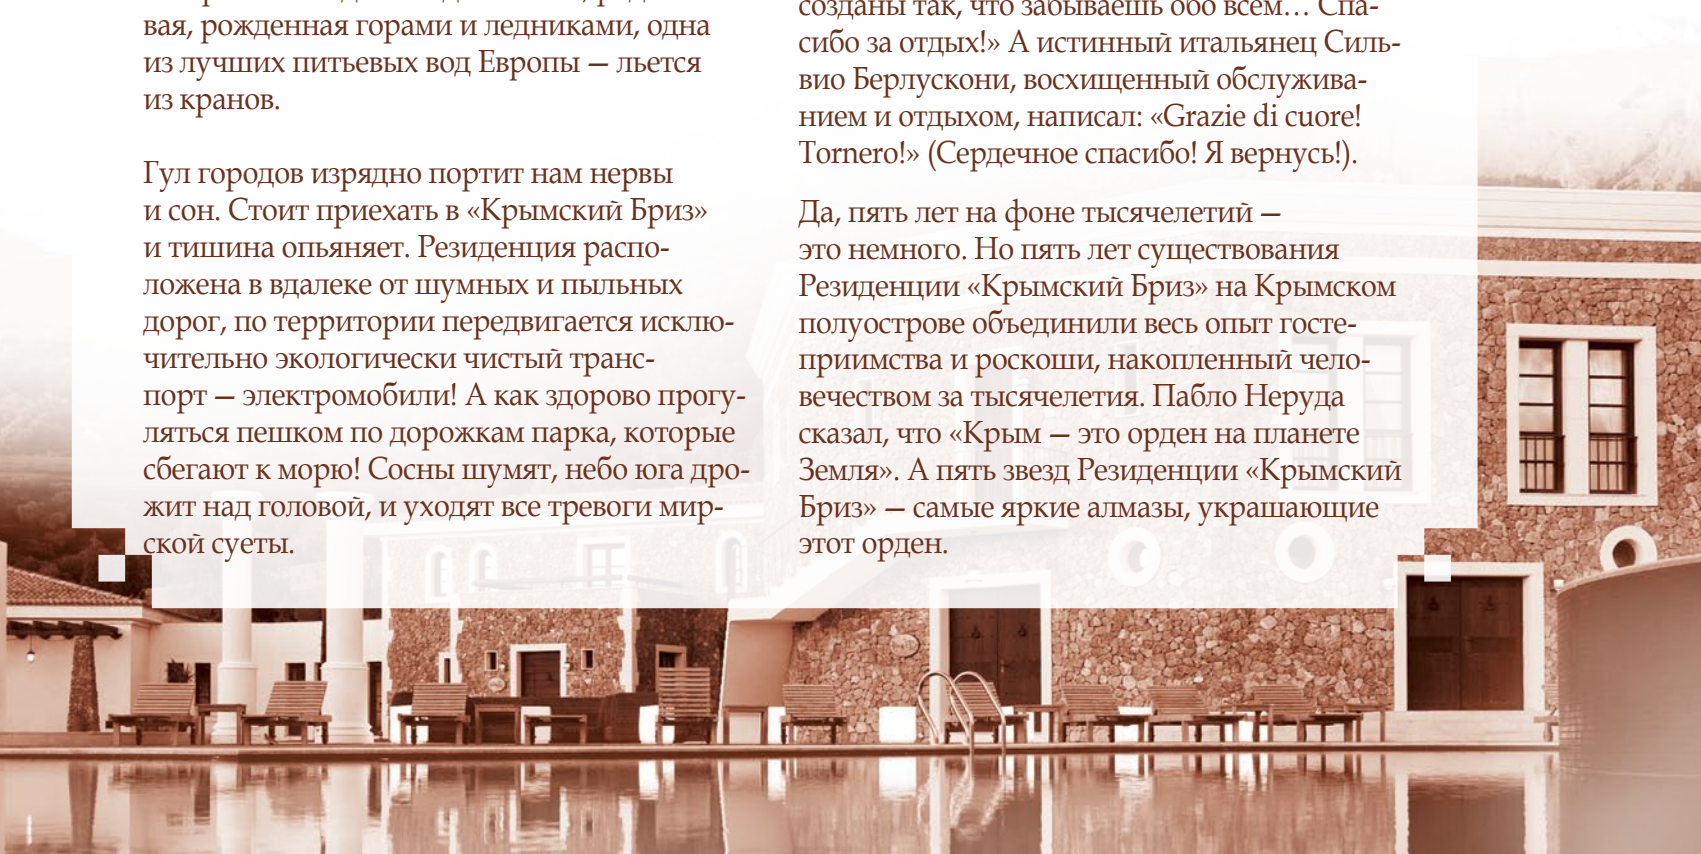 вая, рожденная горами и ледниками, одна
из лучших питьевых вод Европы — льется
из кранов.
Гул городов изрядно портит нам нервы
и сон. Стоит приехать в «Крымский Бриз»
и тишина опьяняет. Резиденция распо-
ложена в вдалеке от шумных и пыльных
дорог, по территории передвигается исклю-
чительно экологически чистый транс-
порт — электромобили! А как здорово прогу-
ляться пешком по дорожкам парка, которые
сбегают к морю! Сосны шумят, небо юга дро-
жит над головой, и уходят все тревоги мир-
ской суеты.
созданы так, что забываешь обо всем... Спа-
сибо за отдых!» А истинный итальянец Силь-
вио Берлускони, восхищенный обслужива-
нием и отдыхом, написал: «Grazie di cuore!
Tornero!» (Сердечное спасибо! Я вернусь!).
Да, пять лет на фоне тысячелетий —
это немного. Но пять лет существования
Резиденции «Крымский Бриз» на Крымском
полуострове объединили весь опыт госте-
приимства и роскоши, накопленный чело-
вечеством за тысячелетия. Пабло Неруда
сказал, что «Крым — это орден на планете
Земля». А пять звезд Резиденции «Крымский
Бриз» — самые яркие алмазы, украшающие
этот орден.